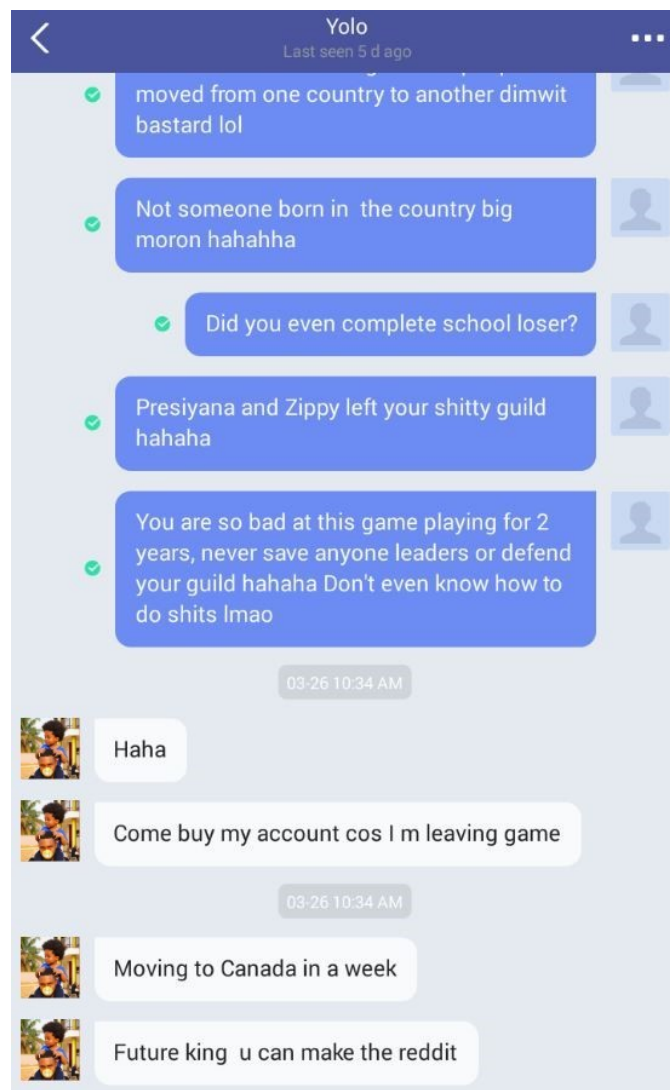 Yolo
Last seen 5 d ago
moved from one country to another dimwit
bastard lol
Not someone born in  the country big
moron hahahha
Did you even complete school loser?
Presiyana and Zippy left your shitty guild
hahaha
You are so bad at this game playing for 2
years, never save anyone leaders or defend
your guild hahaha Don't even know how to
do shits lmao
03-26 10:34 AM
Haha
Come buy my account cos I m leaving game
03-26 10:34 AM
Moving to Canada in a week
Future king  u can make the reddit